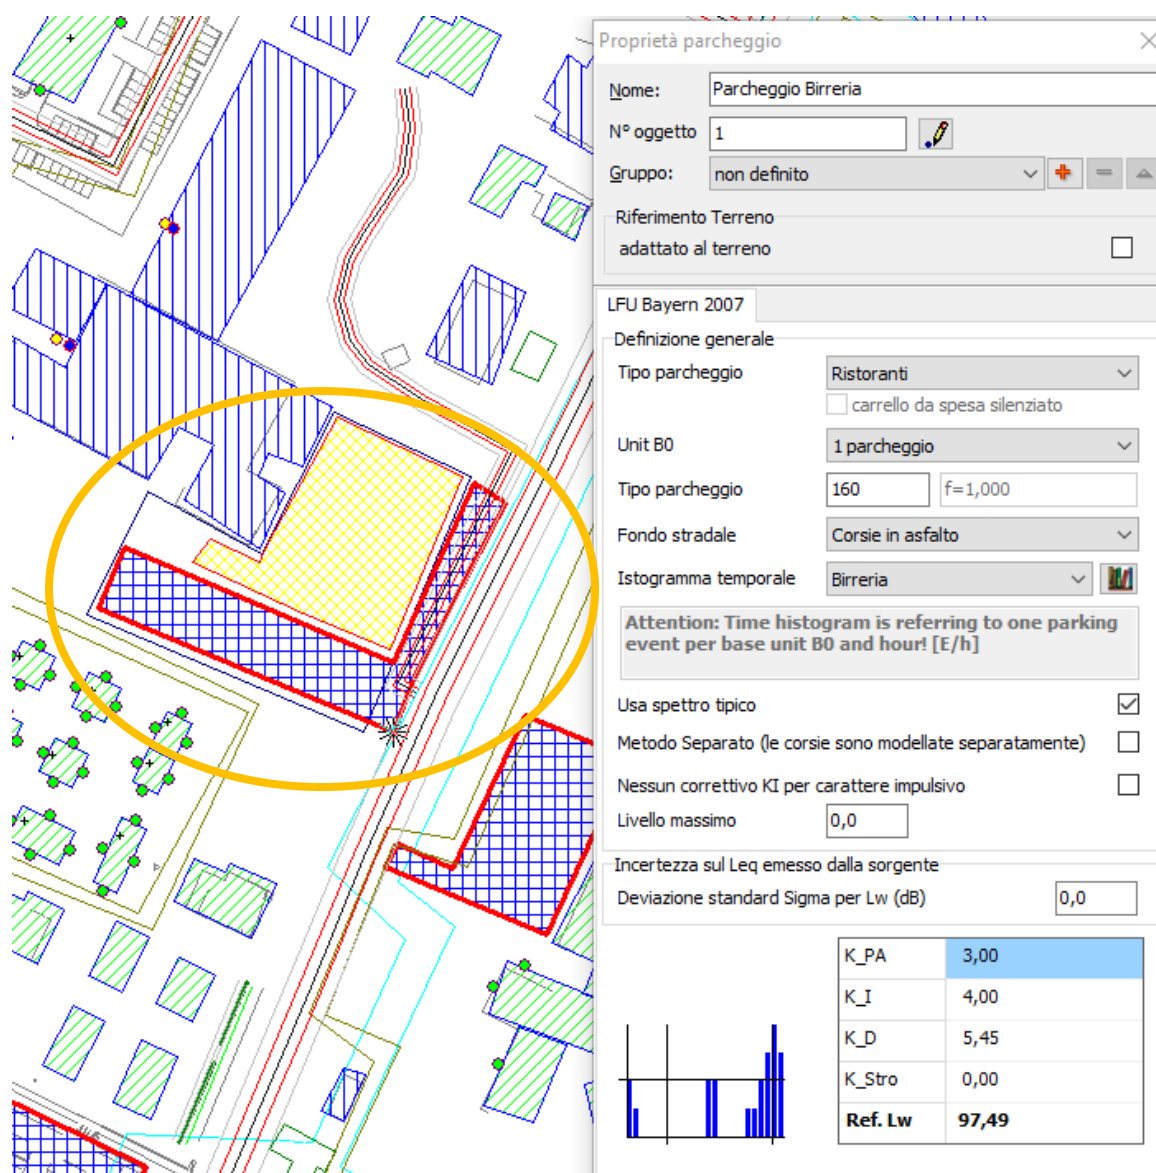 Proprietà parcheggio
Nome: Parcheggio Birreria
N° oggetto 1
Gruppo: non definito
Riferimento Terreno
adattato al terreno
LFU Bayern 2007
Definizione generale
Tipo parcheggio Ristoranti
carrello da spesa silenziato
Unit B0 1 parcheggio
Tipo parcheggio 160 f=1,000
Fondo stradale Corsie in asfalto
Istogramma temporale Birreria
Attention: Time histogram is referring to one parking
event per base unit B0 and hour! [E/h]
Usa spettro tipico
Metodo Separato (le corsie sono modellate separatamente)
Nessun correttivo KI per carattere impulsivo
Livello massimo 0,0
Incertezza sul Leq emesso dalla sorgente
Deviazione standard Sigma per Lw (dB) 0,0
K_PA 3,00
K_I 4,00
K_D 5,45
K_Stro 0,00
Ref. Lw 97,49